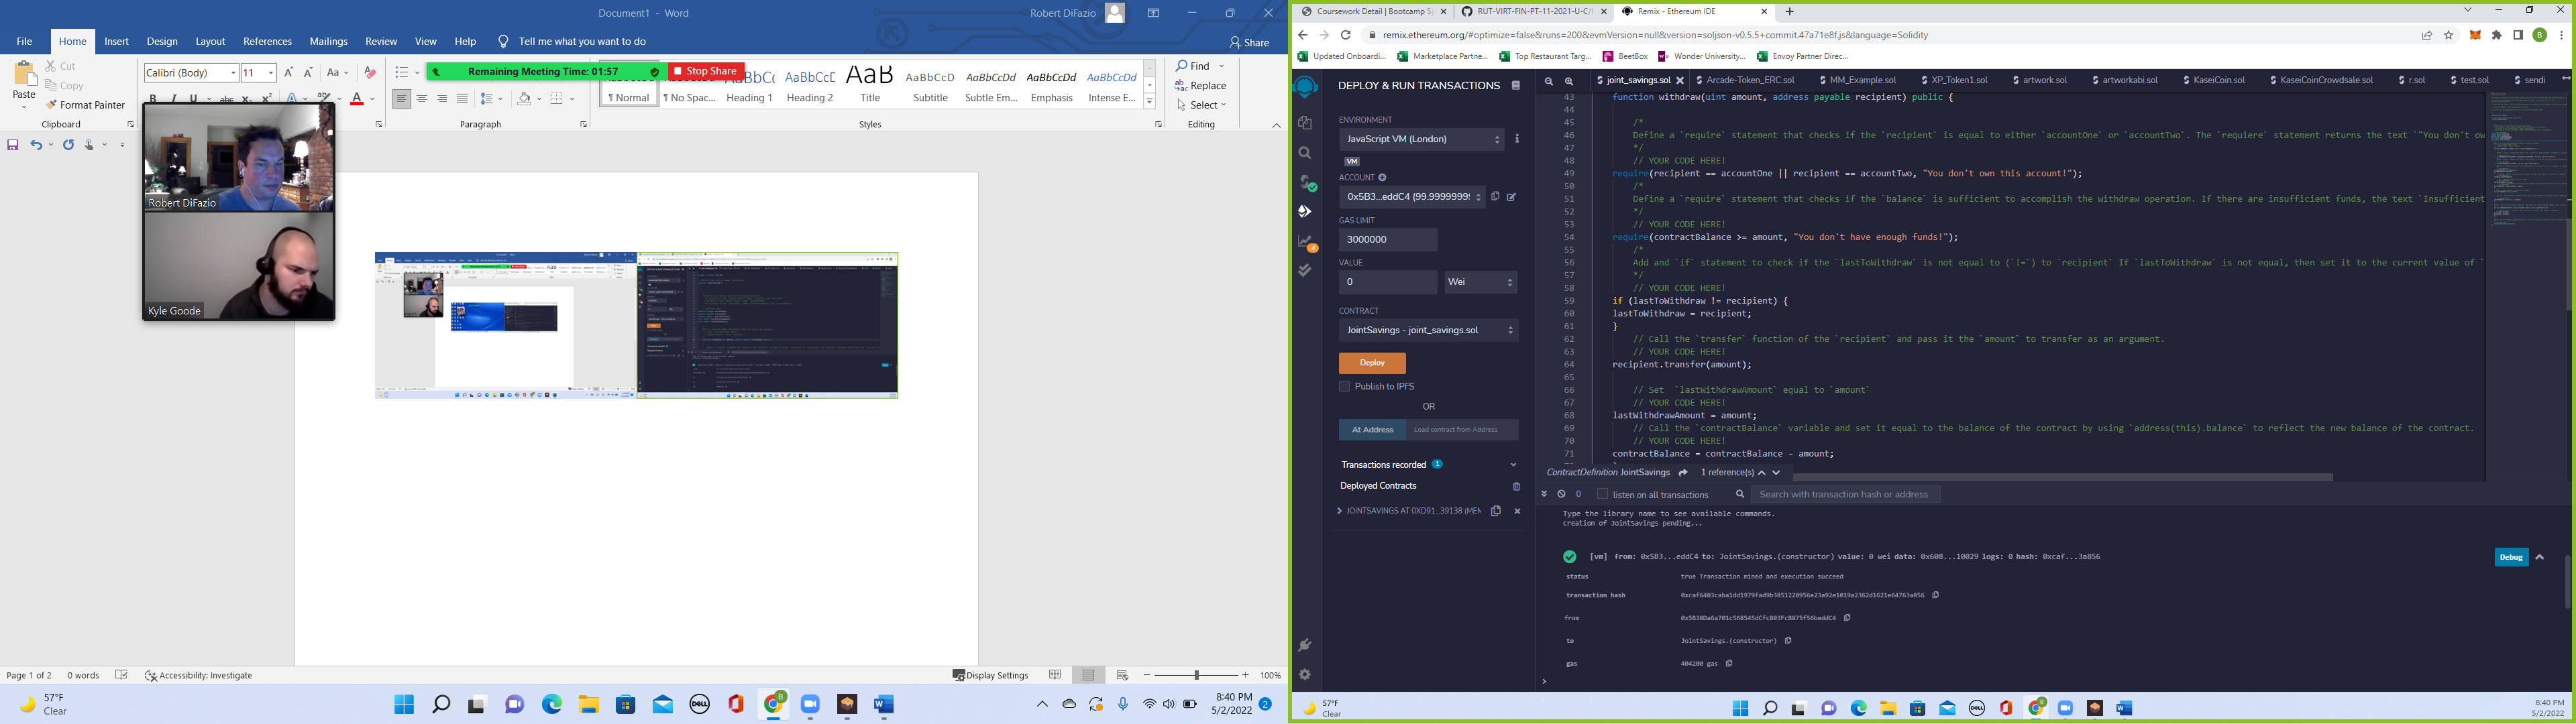 Document1 - Word
Robert DiFazio
File Home Insert Design Layout References Mailings Review View Help Tell me what you want to do
Share
Paste
Cut
Copy
Format Painter
Clipboard
Calibri (Body) 11
Remaining Meeting Time: 01:57 Stop Share
Paragraph
¶ Normal ¶ No Spac... Heading 1 Heading 2 Title Subtitle Subtle Em... Emphasis Intense E...
Styles
Find
Replace
Select
Editing
Robert DiFazio
Kyle Goode
Page 1 of 2 0 words Accessibility: Investigate
Display Settings 100%
57°F
Clear
8:40 PM
5/2/2022
2
Coursework Detail | Bootcamp Sp
RUT-VIRT-FIN-PT-11-2021-U-C/
Remix - Ethereum IDE
remix.ethereum.org/#optimize=false&runs=200&evmVersion=null&version=soljson-v0.5.5+commit.47a71e8f.js&language=Solidity
Updated Onboardi... Marketplace Partne... Top Restaurant Targ... BeetBox Wonder University... Envoy Partner Direc...
DEPLOY & RUN TRANSACTIONS
ENVIRONMENT
JavaScript VM (London)
VM
ACCOUNT
0x5B3...eddC4 (99.9999999
GAS LIMIT
3000000
VALUE
0 Wei
CONTRACT
JointSavings - joint_savings.sol
Deploy
Publish to IPFS
OR
At Address Load contract from Address
Transactions recorded 1
Deployed Contracts
JOINTSAVINGS AT 0XD91...39138 (MEM
joint_savings.sol Arcade-Token_ERC.sol MM_Example.sol XP_Token1.sol artwork.sol artworkabi.sol KaseiCoin.sol KaseiCoinCrowdsale.sol r.sol test.sol sendi
43 function withdraw(uint amount, address payable recipient) public {
44
45 /*
46 Define a `require` statement that checks if the `recipient` is equal to either `accountOne` or `accountTwo`. The `requiere` statement returns the text `"You don't ow
47 */
48 // YOUR CODE HERE!
49 require(recipient == accountOne || recipient == accountTwo, "You don't own this account!");
50 /*
51 Define a `require` statement that checks if the `balance` is sufficient to accomplish the withdraw operation. If there are insufficient funds, the text `Insufficient
52 */
53 // YOUR CODE HERE!
54 require(contractBalance >= amount, "You don't have enough funds!");
55 /*
56 Add and `if` statement to check if the `lastToWithdraw` is not equal to (`!=`) to `recipient` If `lastToWithdraw` is not equal, then set it to the current value of `
57 */
58 // YOUR CODE HERE!
59 if (lastToWithdraw != recipient) {
60 lastToWithdraw = recipient;
61 }
62 // Call the `transfer` function of the `recipient` and pass it the `amount` to transfer as an argument.
63 // YOUR CODE HERE!
64 recipient.transfer(amount);
65
66 // Set `lastWithdrawAmount` equal to `amount`
67 // YOUR CODE HERE!
68 lastWithdrawAmount = amount;
69 // Call the `contractBalance` variable and set it equal to the balance of the contract by using `address(this).balance` to reflect the new balance of the contract.
70 // YOUR CODE HERE!
71 contractBalance = contractBalance - amount;
ContractDefinition JointSavings 1 reference(s)
0 listen on all transactions Search with transaction hash or address
Type the library name to see available commands.
creation of JointSavings pending...
[vm] from: 0x5B3...eddC4 to: JointSavings.(constructor) value: 0 wei data: 0x608...10029 logs: 0 hash: 0xcaf...3a856
Debug
status true Transaction mined and execution succeed
transaction hash 0xcaf6403caba1dd1979fad9b3851228956e23a92e1019a2362d1621e64763a856
from 0x5B38Da6a701c568545dCfcB03FcB875f56beddC4
to JointSavings.(constructor)
gas 404200 gas
57°F
Clear
8:40 PM
5/2/2022